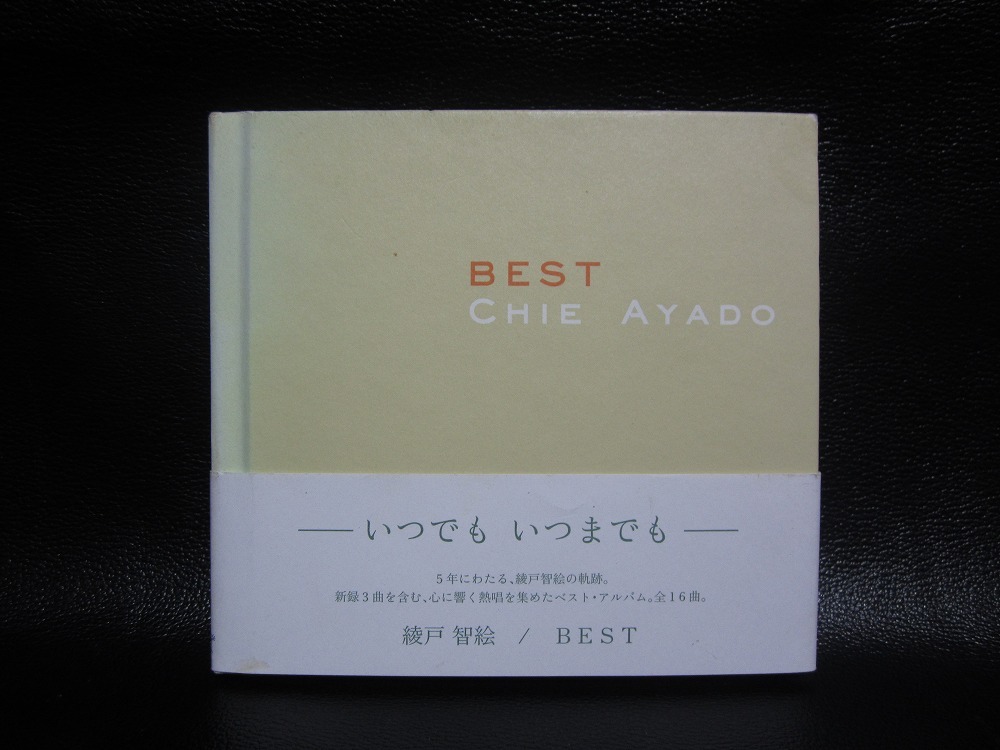 BEST
CHIE AYADO
── いつでも いつまでも ──
5年にわたる、綾戸智絵の軌跡。
新録3曲を含む、心に響く熱唱を集めたベスト・アルバム。全16曲。
綾戸 智絵 / BEST